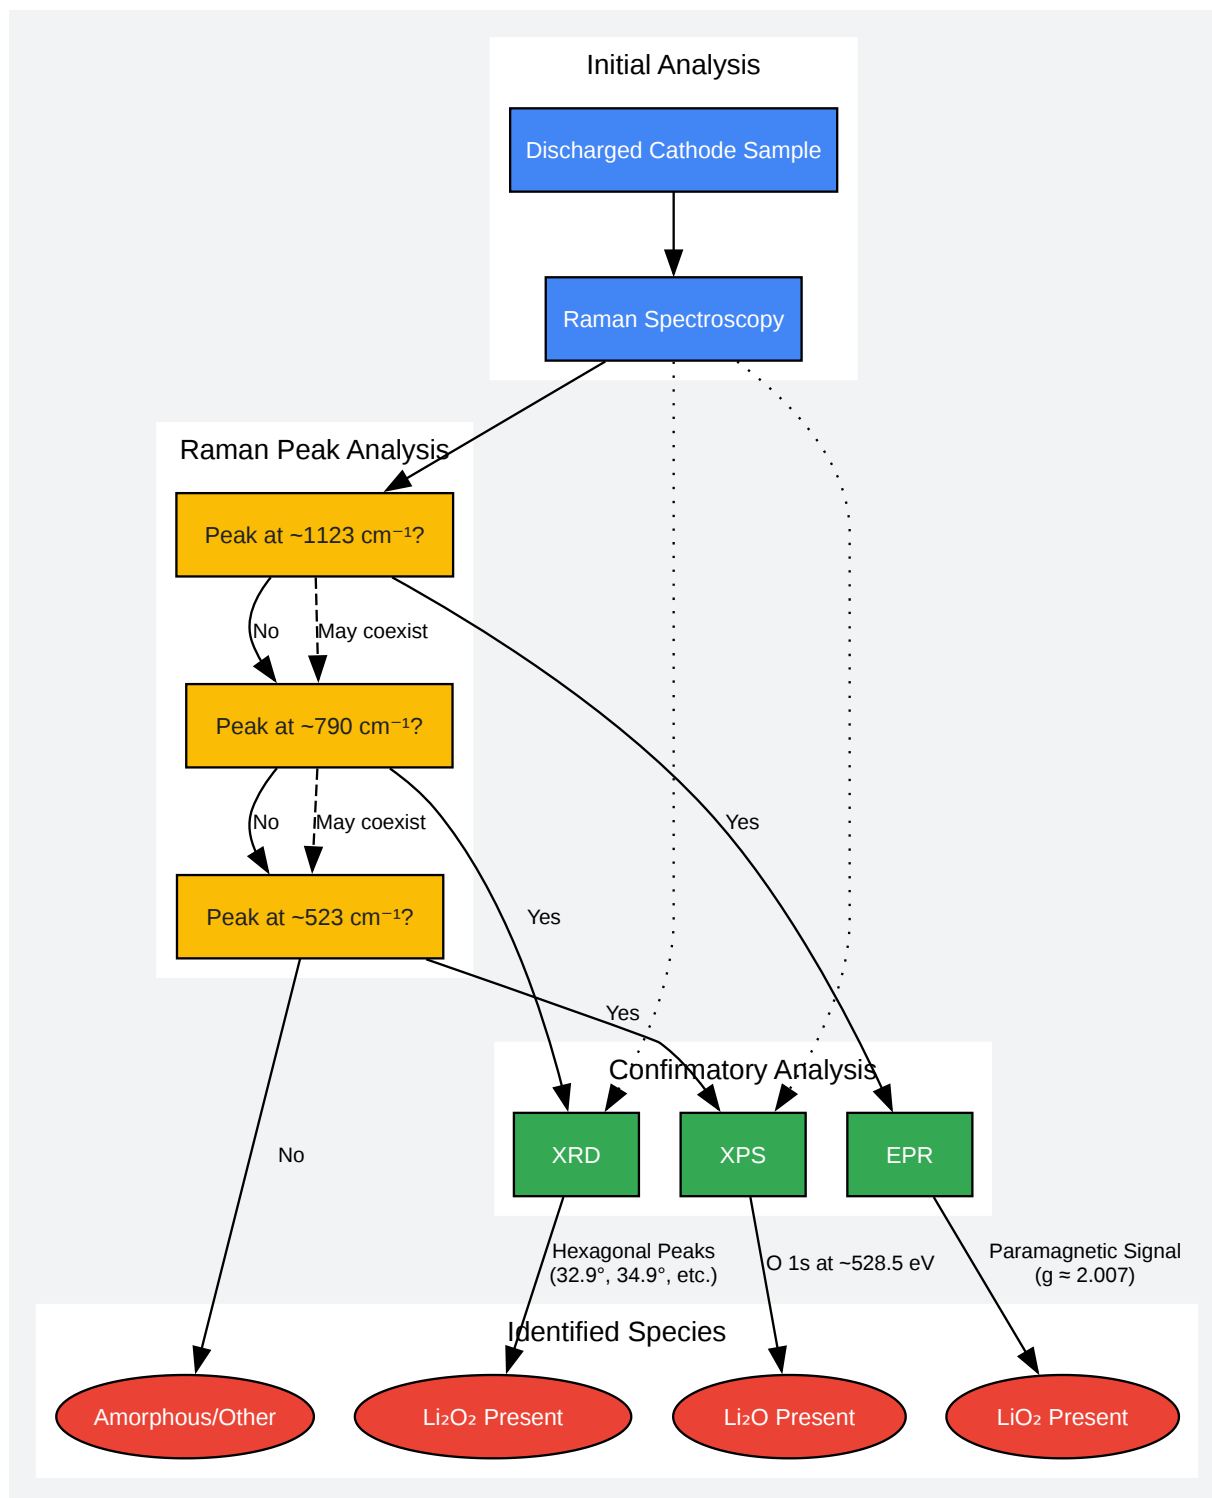 Initial Analysis
Discharged Cathode Sample
Raman Spectroscopy
Raman Peak Analysis
Peak at ~1123 cm⁻¹?
No
May coexist
Peak at ~790 cm⁻¹?
No
May coexist
Yes
Peak at ~523 cm⁻¹?
Yes
Yes
Confirmatory Analysis
XRD
XPS
EPR
No
Hexagonal Peaks
(32.9°, 34.9°, etc.)
O 1s at ~528.5 eV
Paramagnetic Signal
(g ≈ 2.007)
Identified Species
Amorphous/Other
Li₂O₂ Present
Li₂O Present
LiO₂ Present